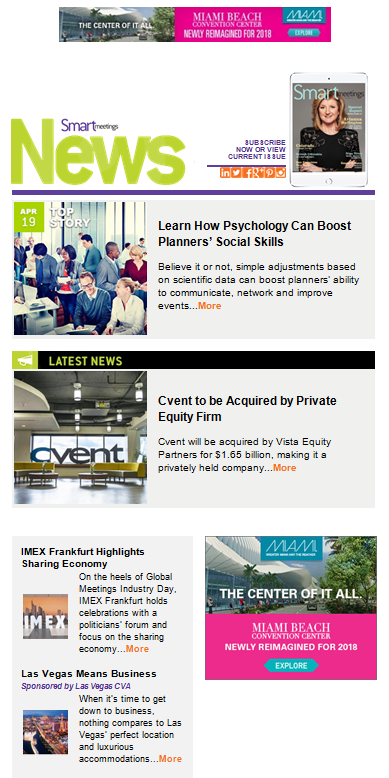 THE CENTER OF IT ALL.
MIAMI BEACH
CONVENTION CENTER
NEWLY REIMAGINED FOR 2018
MIAMI
EXPLORE
Smartmeetings
News
SUBSCRIBE
NOW OR VIEW
CURRENT ISSUE
Smartmeetings
APR
19
TOP
STORY
Learn How Psychology Can Boost
Planners' Social Skills
Believe it or not, simple adjustments based
on scientific data can boost planners' ability
to communicate, network and improve
events...More
LATEST NEWS
cvent
Cvent to be Acquired by Private
Equity Firm
Cvent will be acquired by Vista Equity
Partners for $1.65 billion, making it a
privately held company...More
IMEX Frankfurt Highlights
Sharing Economy
IMEX
On the heels of Global
Meetings Industry Day,
IMEX Frankfurt holds
celebrations with a
politicians' forum and
focus on the sharing
economy...More
Las Vegas Means Business
Sponsored by Las Vegas CVA
When it's time to get
down to business,
nothing compares to Las
Vegas' perfect location
and luxurious
accommodations...More
MIAMI
THE CENTER OF IT ALL.
MIAMI BEACH
CONVENTION CENTER
NEWLY REIMAGINED FOR 2018
EXPLORE